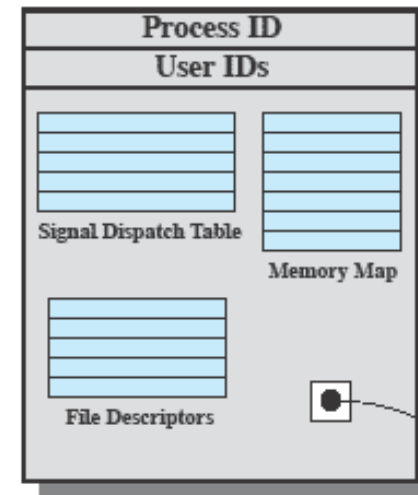 Process ID
User IDs
Signal Dispatch Table
Memory Map
File Descriptors